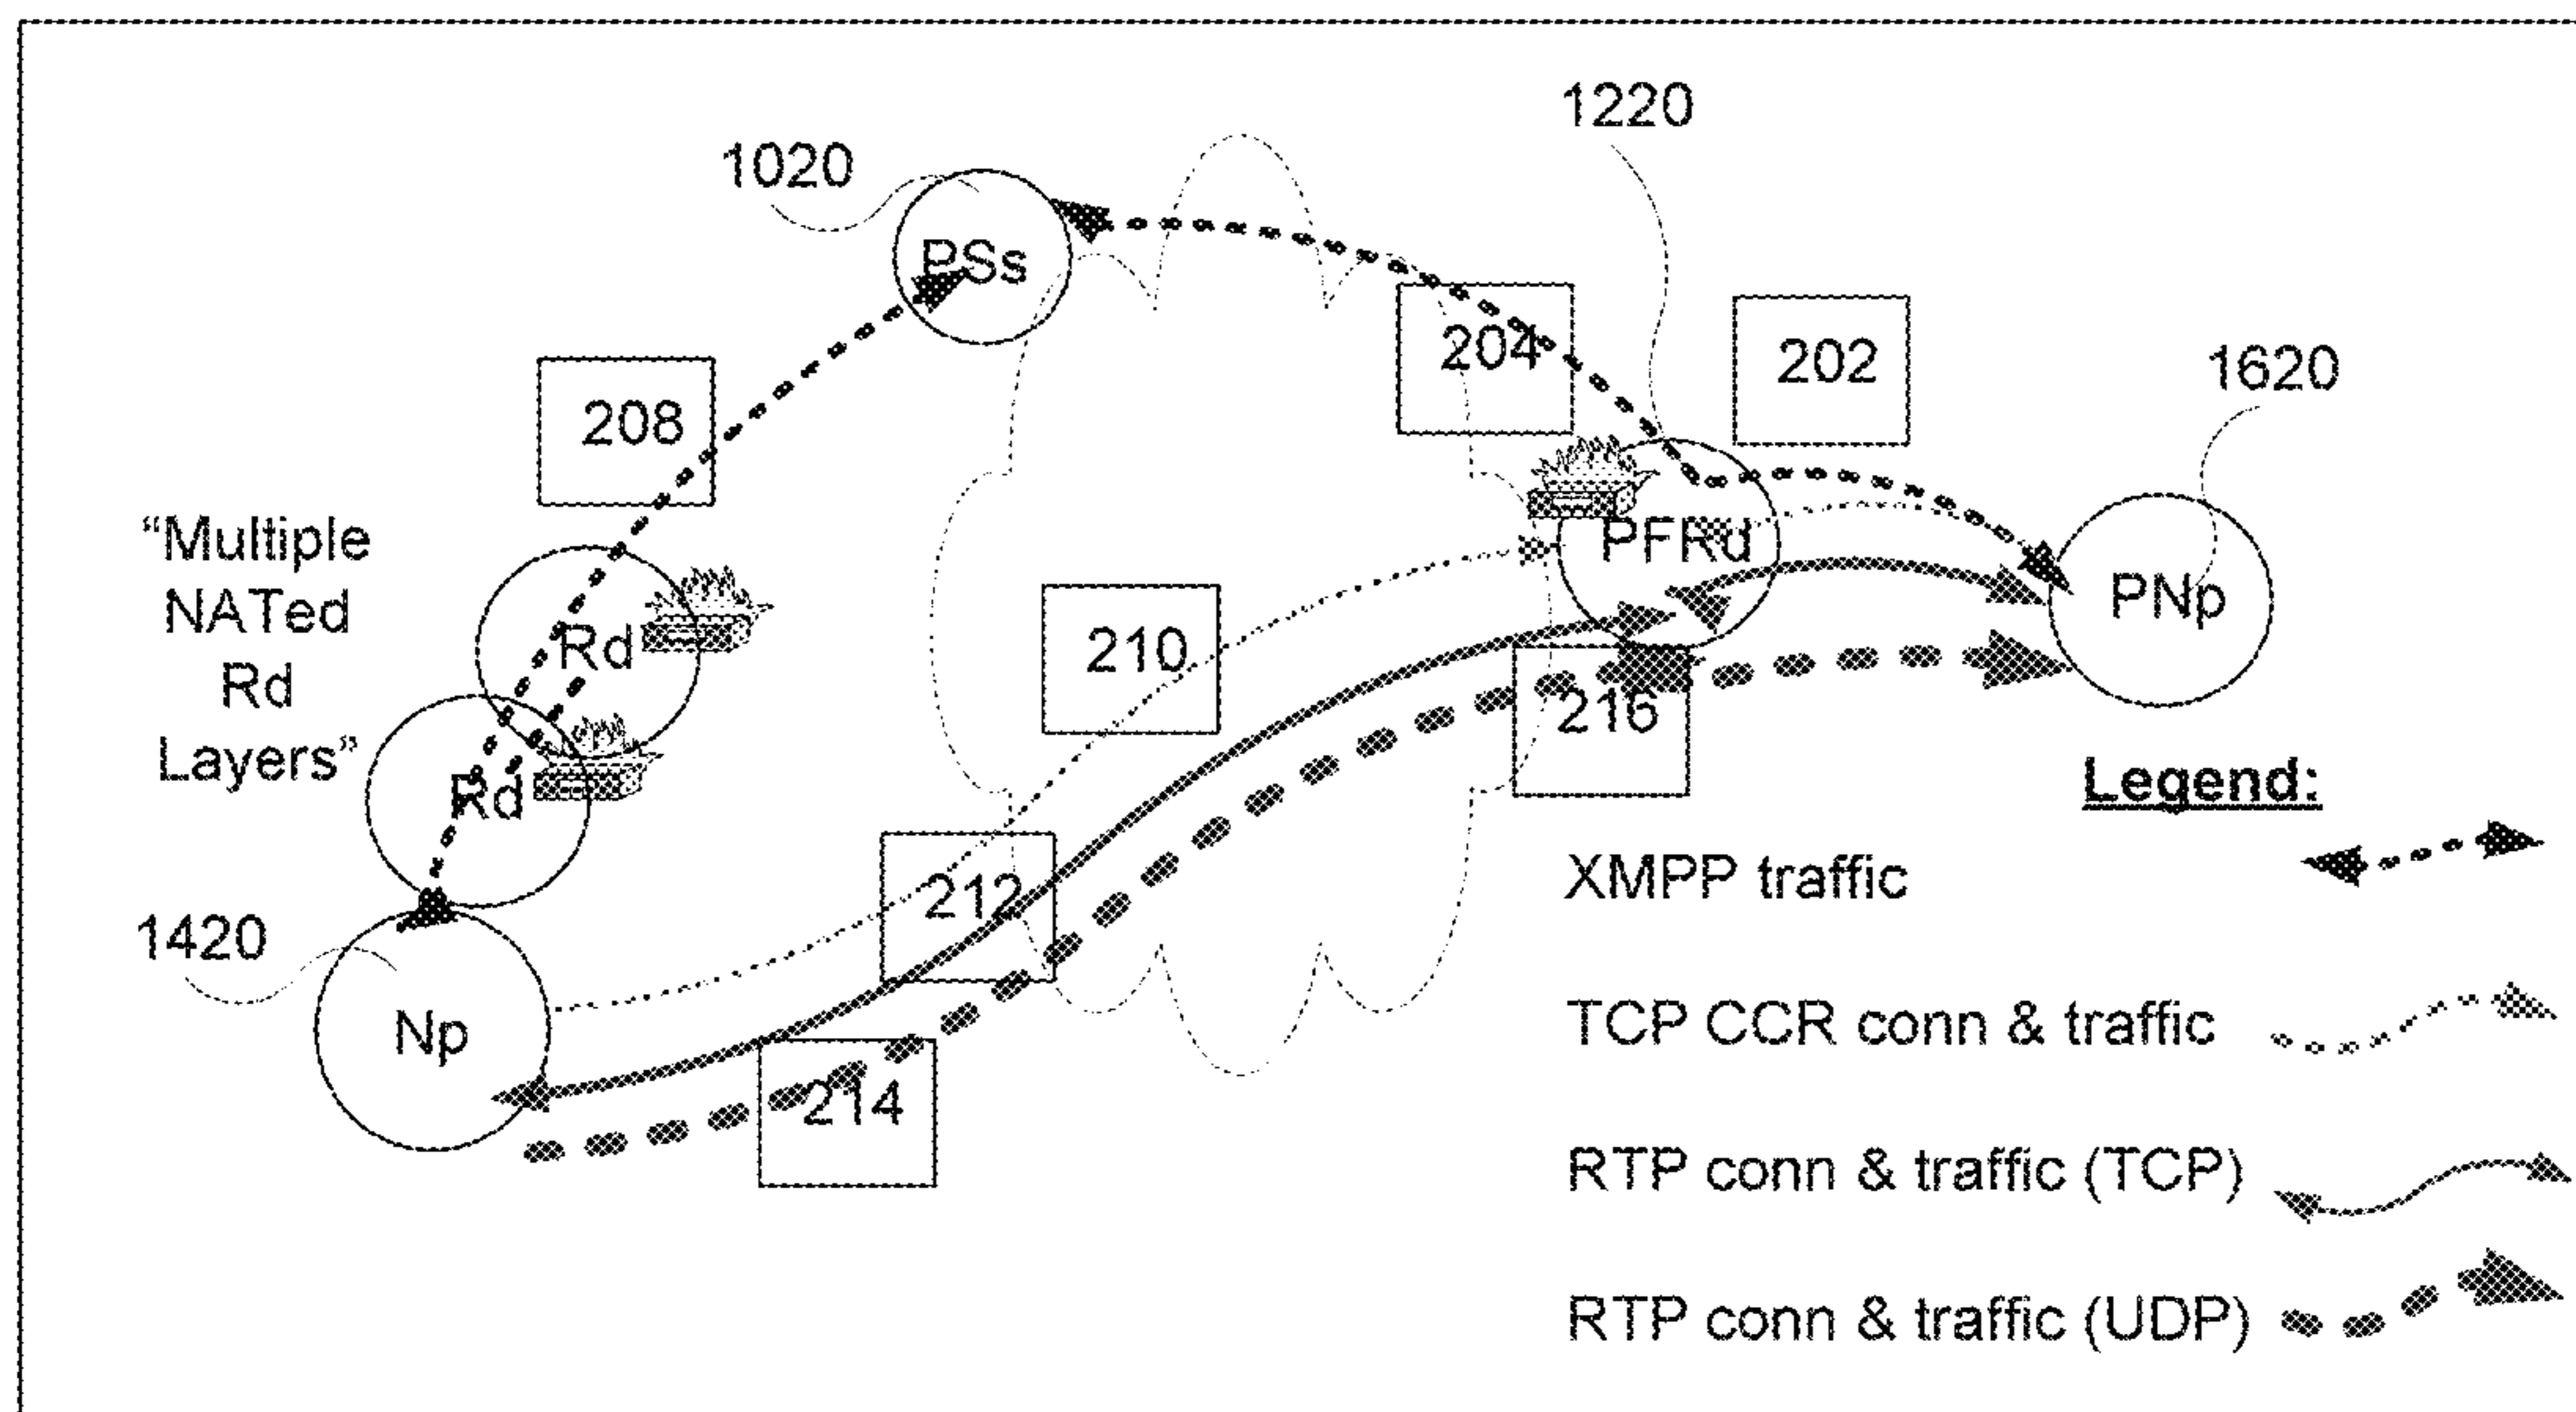 1220
1020
PSs
204
202
1620
208
"Multiple
NATed
Rd
Layers"
PFRd
PNp
Rd
210
216
Rd
Legend:
212
XMPP traffic
1420
Np
TCP CCR conn & traffic
214
RTP conn & traffic (TCP)
RTP conn & traffic (UDP)